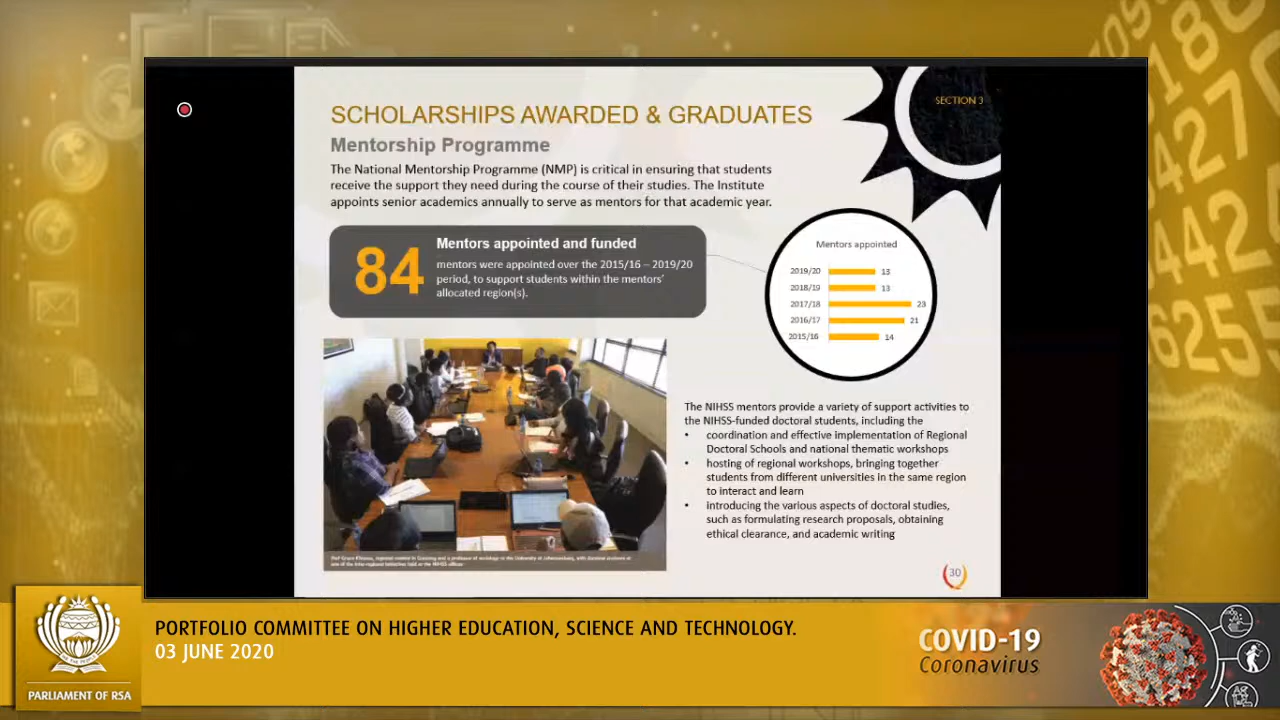 SECTION 3
SCHOLARSHIPS AWARDED & GRADUATES
Mentorship Programme
The National Mentorship Programme (NMP) is critical in ensuring that students
receive the support they need during the course of their studies. The Institute
appoints senior academics annually to serve as mentors for that academic year.
84
Mentors appointed and funded
mentors were appointed over the 2015/16 – 2019/20
period, to support students within the mentors'
allocated region(s).
Mentors appointed
2019/20 13
2018/19 13
2017/18 23
2016/17 21
2015/16 14
The NIHSS mentors provide a variety of support activities to
the NIHSS-funded doctoral students, including the
• coordination and effective implementation of Regional
Doctoral Schools and national thematic workshops
• hosting of regional workshops, bringing together
students from different universities in the same region
to interact and learn
• introducing the various aspects of doctoral studies,
such as formulating research proposals, obtaining
ethical clearance, and academic writing
30
PORTFOLIO COMMITTEE ON HIGHER EDUCATION, SCIENCE AND TECHNOLOGY.
03 JUNE 2020
PARLIAMENT OF RSA
COVID-19
Coronavirus